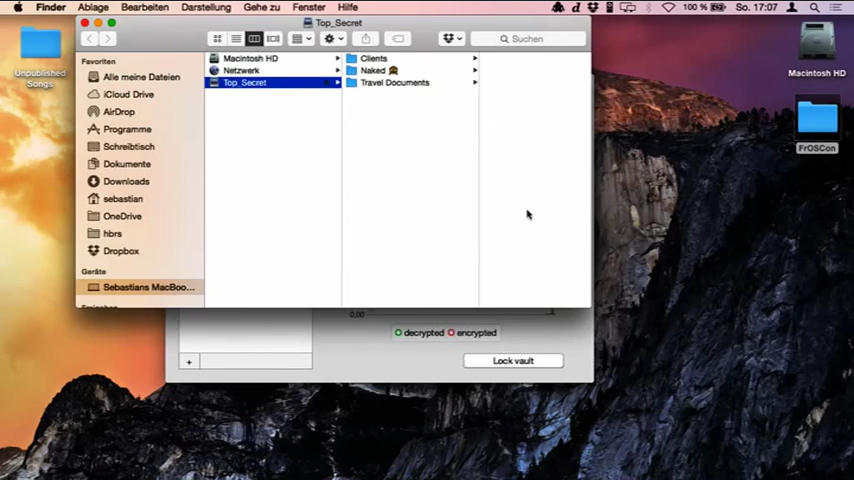 Finder Ablage Bearbeiten Darstellung Gehe zu Fenster Hilfe 100 % So. 17:07
Top_Secret
Suchen
Favoriten
Alle meine Dateien
iCloud Drive
AirDrop
Programme
Schreibtisch
Dokumente
Downloads
sebastian
OneDrive
hbrs
Dropbox
Geräte
Sebastians MacBoo...
Macintosh HD
Netzwerk
Top_Secret
Clients
Naked
Travel Documents
Unpublished
Songs
Macintosh HD
FrOSCon
0,00
decrypted encrypted
+
Lock vault